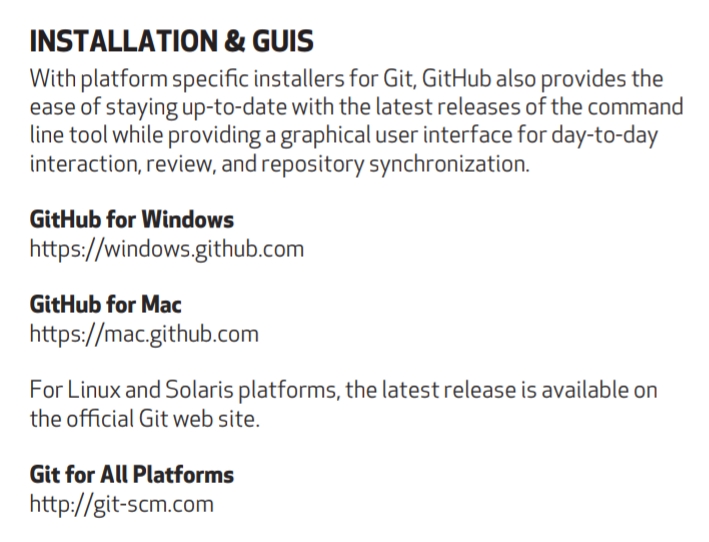 INSTALLATION & GUIS
With platform specific installers for Git, GitHub also provides the
ease of staying up-to-date with the latest releases of the command
line tool while providing a graphical user interface for day-to-day
interaction, review, and repository synchronization.
GitHub for Windows
https://windows.github.com
GitHub for Mac
https://mac.github.com
For Linux and Solaris platforms, the latest release is available on
the official Git web site.
Git for All Platforms
http://git-scm.com